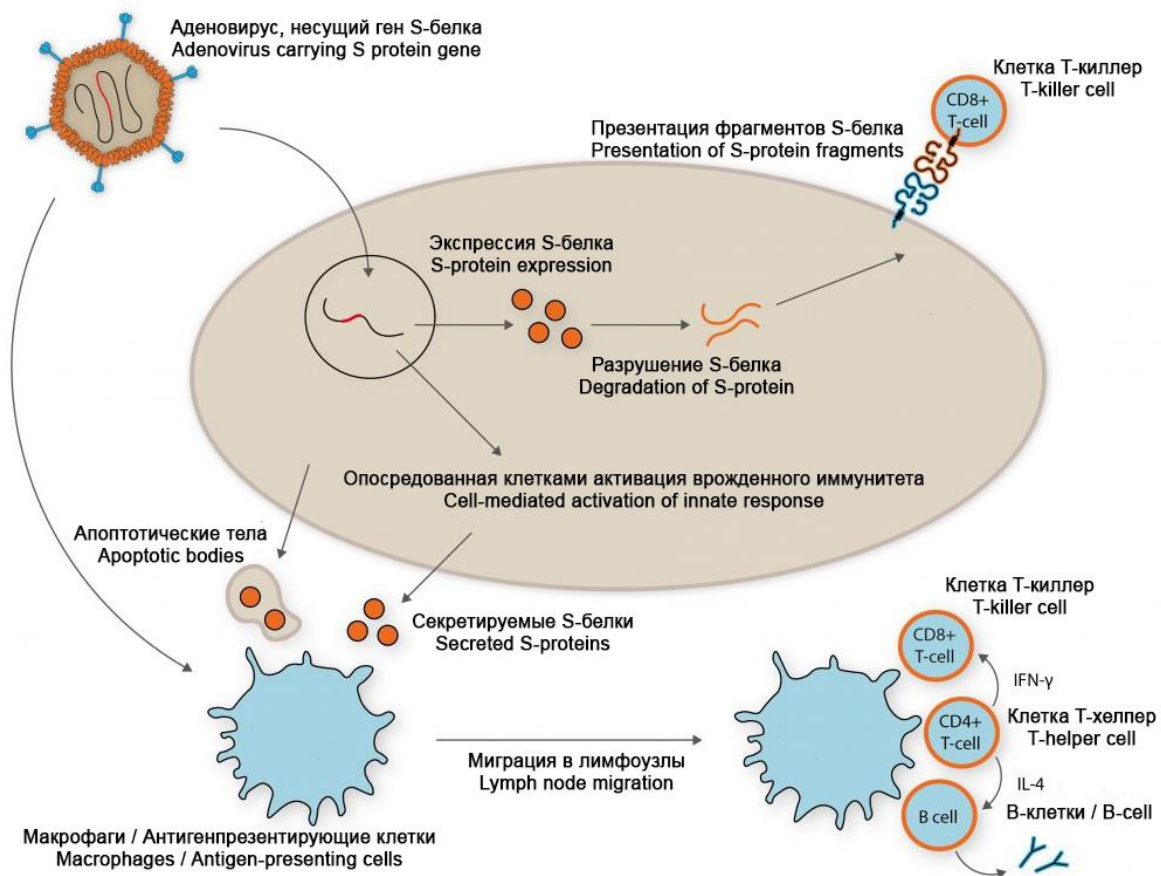 Аденовирус, несущий ген S-белка
Adenovirus carrying S protein gene
Клетка Т-киллер
T-killer cell
CD8+
T-cell
Презентация фрагментов S-белка
Presentation of S-protein fragments
Экспрессия S-белка
S-protein expression
Разрушение S-белка
Degradation of S-protein
Опосредованная клетками активация врожденного иммунитета
Cell-mediated activation of innate response
Апоптотические тела
Apoptotic bodies
Секретируемые S-белки
Secreted S-proteins
Клетка Т-киллер
T-killer cell
CD8+
T-cell
IFN-γ
CD4+
T-cell
Клетка Т-хелпер
T-helper cell
Миграция в лимфоузлы
Lymph node migration
IL-4
B cell
В-клетки / B-cell
Макрофаги / Антигенпрезентирующие клетки
Macrophages / Antigen-presenting cells